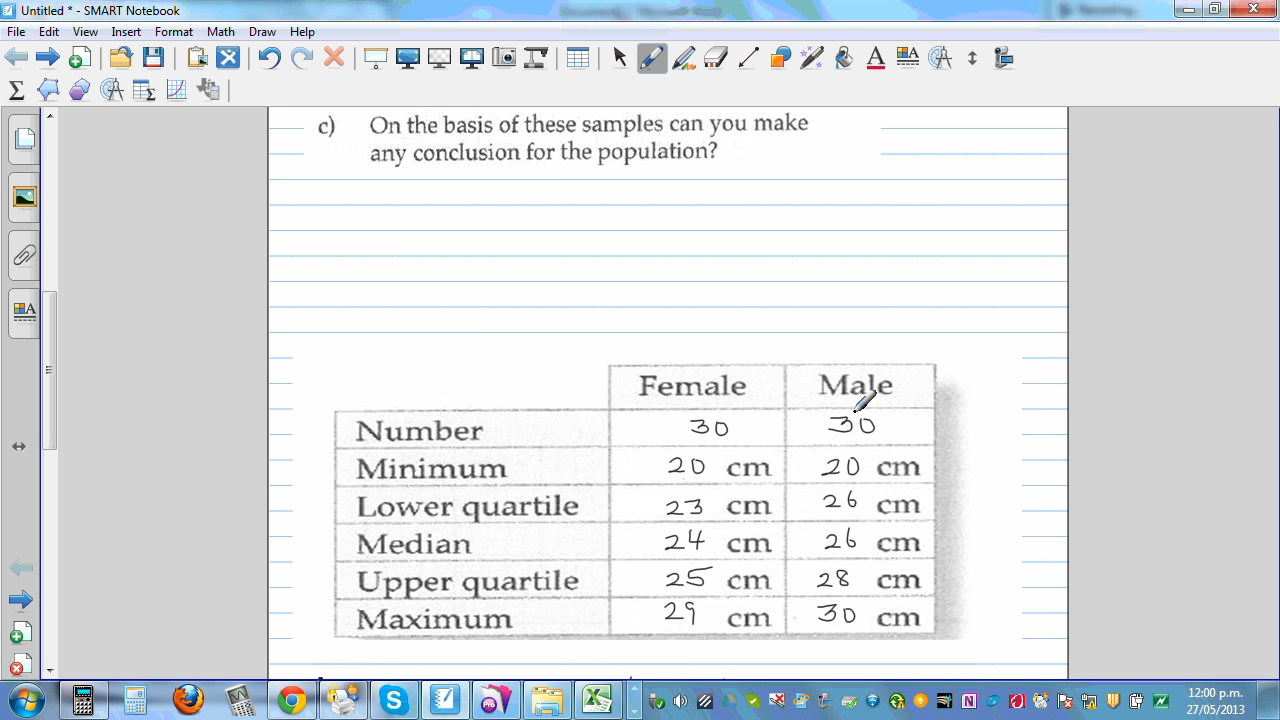 Untitled * - SMART Notebook
File Edit View Insert Format Math Draw Help
c) On the basis of these samples can you make
any conclusion for the population?
Female Male
Number 30 30
Minimum 20 cm 20 cm
Lower quartile 23 cm 26 cm
Median 24 cm 26 cm
Upper quartile 25 cm 28 cm
Maximum 29 cm 30 cm
12:00 p.m.
27/05/2013